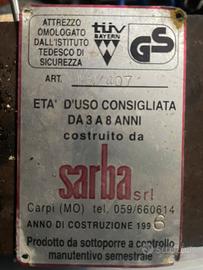 ATTREZZO
OMOLOGATO
DALL'ISTITUTO
TEDESCO DI
SICUREZZA
TÜV
BAYERN
GS
ART.
ETA' D'USO CONSIGLIATA
DA 3 A 8 ANNI
costruito da
sarba srl
Carpi (MO) tel. 059/660614
ANNO DI COSTRUZIONE 1996
Prodotto da sottoporre a controllo
manutentivo semestrale